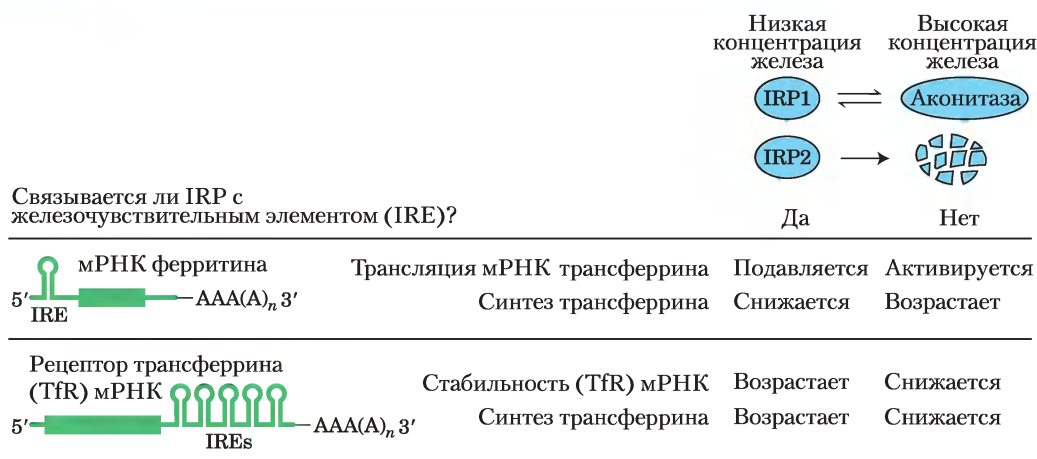 Низкая концентрация железа
Высокая концентрация железа
IRP1
Аконитаза
IRP2
Связывается ли IRP с
железочувствительным элементом (IRE)?
Да
Нет
мРНК ферритина
5′
IRE
AAA(A)n 3′
Трансляция мРНК трансферрина
Подавляется
Активируется
Синтез трансферрина
Снижается
Возрастает
Рецептор трансферрина
(TfR) мРНК
5′
IREs
AAA(A)n 3′
Стабильность (TfR) мРНК
Возрастает
Снижается
Синтез трансферрина
Возрастает
Снижается